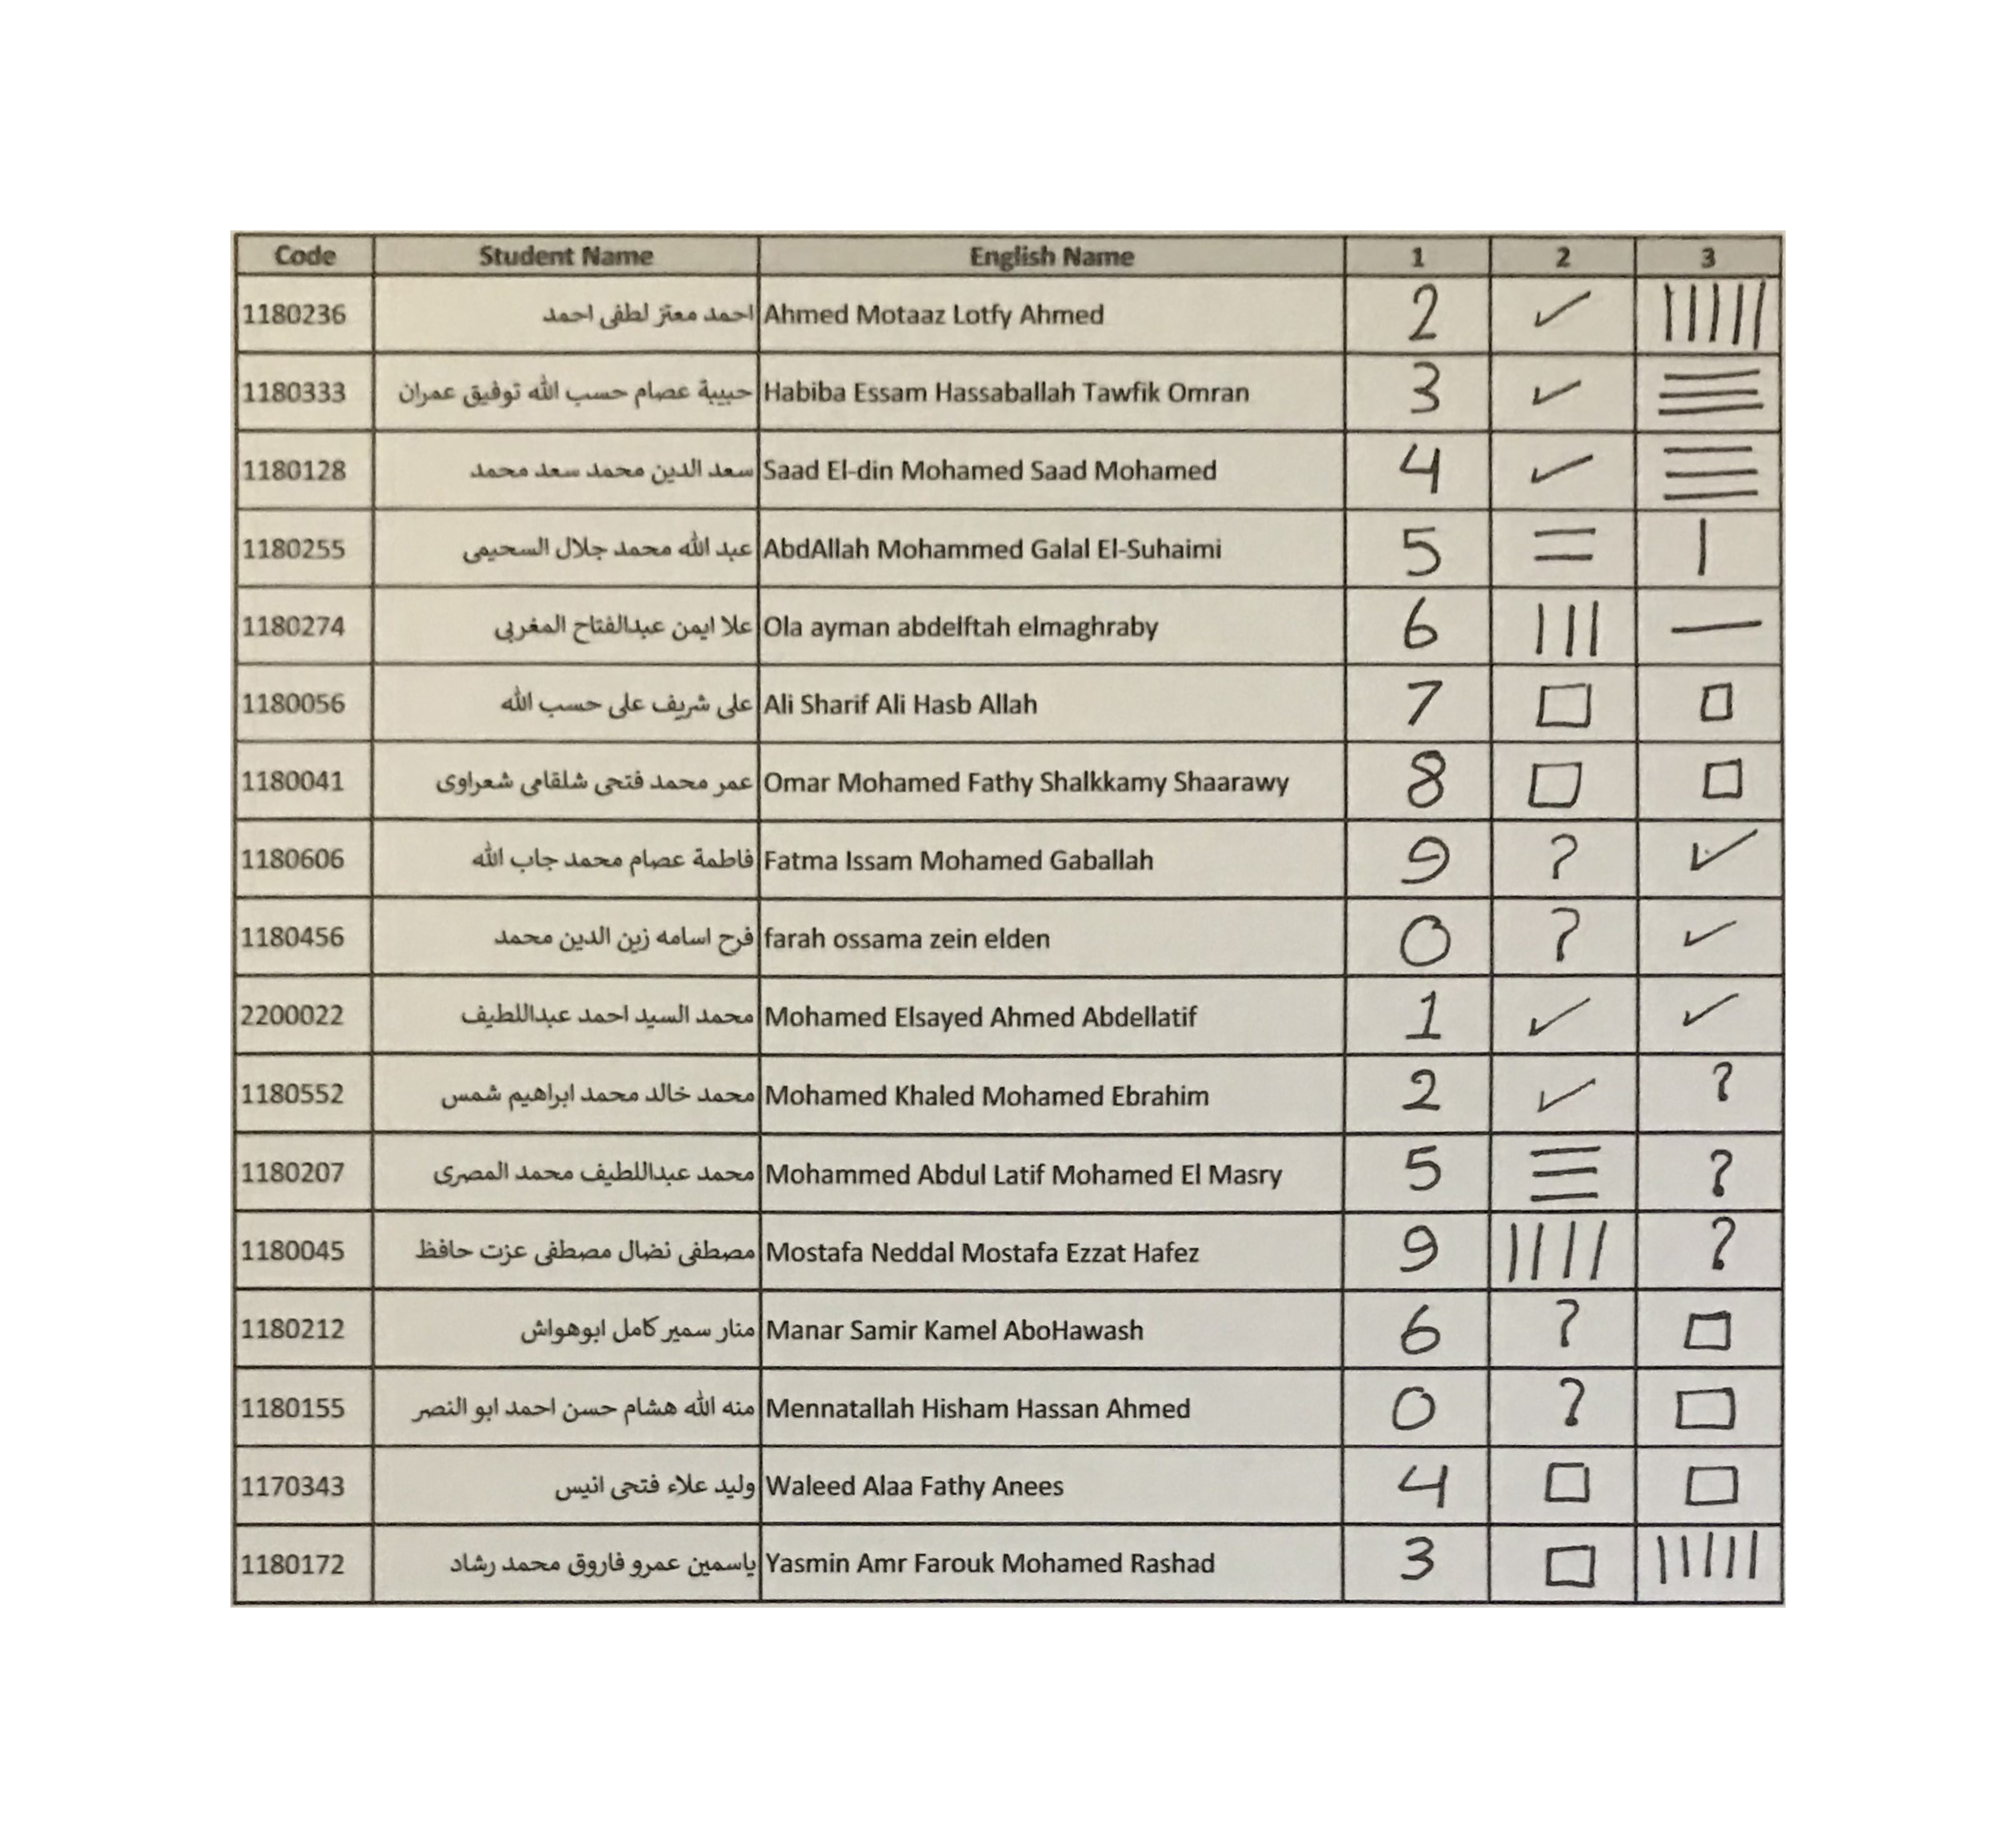 Code Student Name English Name 1 2 3
1180236 احمد معتز لطفى احمد Ahmed Motaaz Lotfy Ahmed 2 ✓ |||||
1180333 حبيبة عصام حسب الله توفيق عمران Habiba Essam Hassaballah Tawfik Omran 3 ✓ ☰
1180128 سعد الدين محمد سعد محمد Saad El-din Mohamed Saad Mohamed 4 ✓ ☰
1180255 عبد الله محمد جلال السحيمى AbdAllah Mohammed Galal El-Suhaimi 5 = |
1180274 علا ايمن عبدالفتاح المغربى Ola ayman abdelftah elmaghraby 6 ||| —
1180056 على شريف على حسب الله Ali Sharif Ali Hasb Allah 7 □ □
1180041 عمر محمد فتحى شلقامى شعراوى Omar Mohamed Fathy Shalkkamy Shaarawy 8 □ □
1180606 فاطمة عصام محمد جاب الله Fatma Issam Mohamed Gaballah 9 ? ✓
1180456 فرح اسامه زين الدين محمد farah ossama zein elden 0 ? ✓
2200022 محمد السيد احمد عبداللطيف Mohamed Elsayed Ahmed Abdellatif 1 ✓ ✓
1180552 محمد خالد محمد ابراهيم شمس Mohamed Khaled Mohamed Ebrahim 2 ✓ ?
1180207 محمد عبداللطيف محمد المصرى Mohammed Abdul Latif Mohamed El Masry 5 ☰ ?
1180045 مصطفى نضال مصطفى عزت حافظ Mostafa Neddal Mostafa Ezzat Hafez 9 |||| ?
1180212 منار سمير كامل ابوهواش Manar Samir Kamel AboHawash 6 ? □
1180155 منه الله هشام حسن احمد ابو النصر Mennatallah Hisham Hassan Ahmed 0 ? □
1170343 وليد علاء فتحى انيس Waleed Alaa Fathy Anees 4 □ □
1180172 ياسمين عمرو فاروق محمد رشاد Yasmin Amr Farouk Mohamed Rashad 3 □ |||||